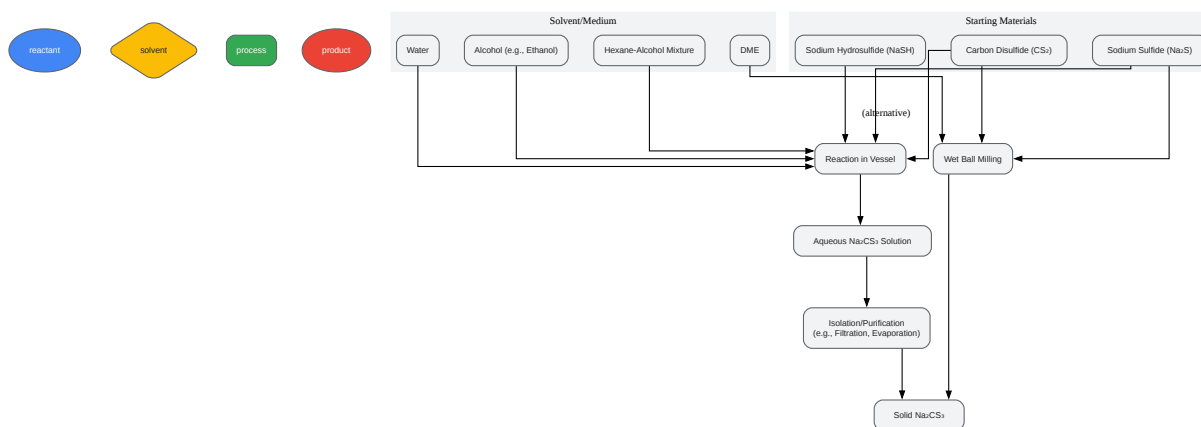 Solvent/Medium
Starting Materials
reactant
solvent
process
product
Water
Alcohol (e.g., Ethanol)
Hexane-Alcohol Mixture
DME
Sodium Hydrosulfide (NaSH)
Carbon Disulfide (CS₂)
Sodium Sulfide (Na₂S)
(alternative)
Reaction in Vessel
Wet Ball Milling
Aqueous Na₂CS₃ Solution
Isolation/Purification
(e.g., Filtration, Evaporation)
Solid Na₂CS₃